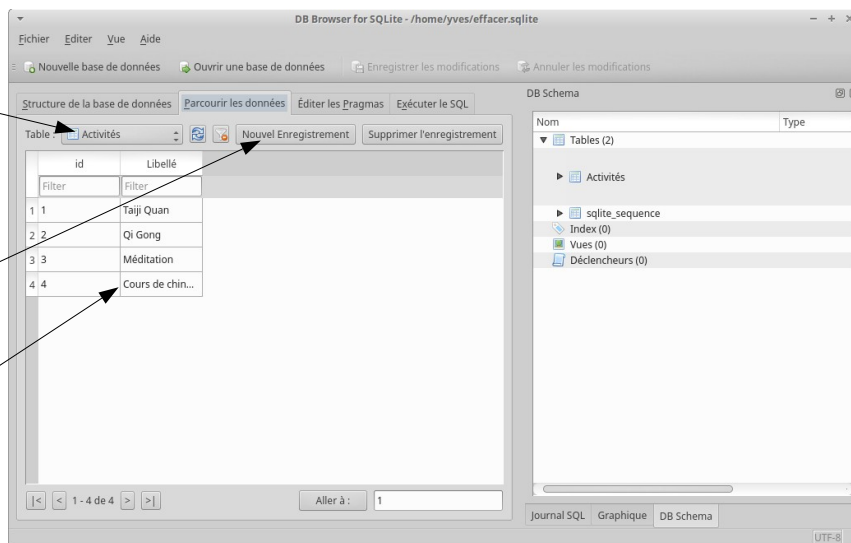 DB Browser for SQLite - /home/yves/effacer.sqlite
Fichier Editer Vue Aide
Nouvelle base de données Ouvrir une base de données Enregistrer les modifications Annuler les modifications
Structure de la base de données Parcourir les données Éditer les Pragmas Exécuter le SQL
Table : Activités Nouvel Enregistrement Supprimer l'enregistrement
id Libellé
Filter Filter
1 1 Taiji Quan
2 2 Qi Gong
3 3 Méditation
4 4 Cours de chin...
|< < 1 - 4 de 4 > >| Aller à : 1
DB Schema
Nom Type
Tables (2)
Activités
sqlite_sequence
Index (0)
Vues (0)
Déclencheurs (0)
Journal SQL Graphique DB Schema
UTF-8